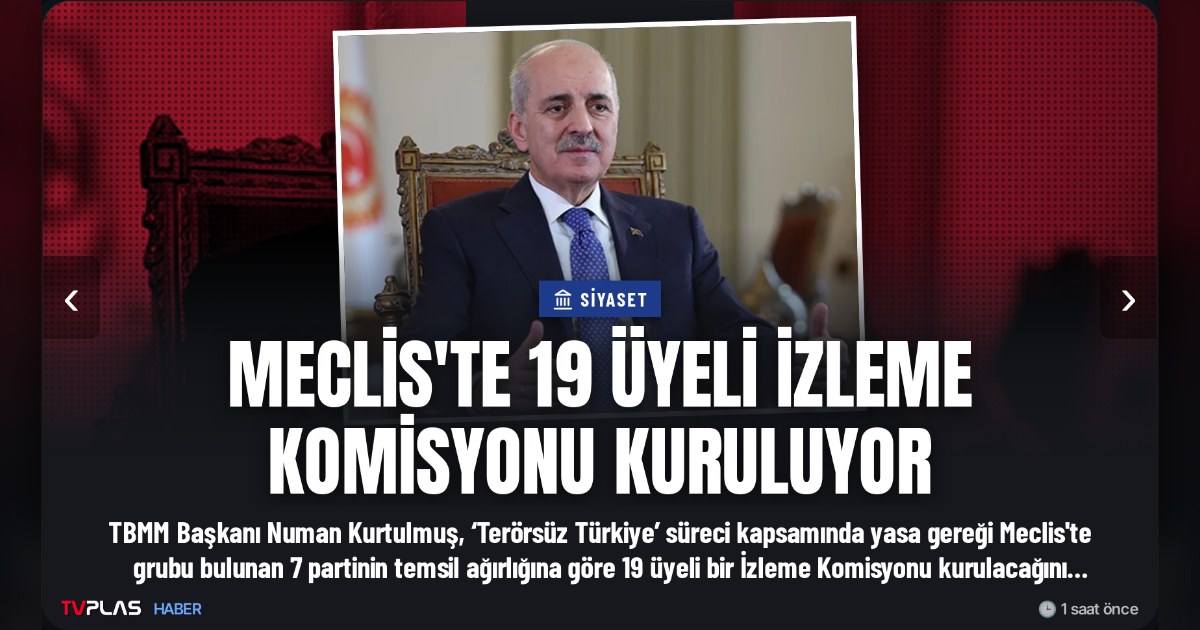 SİYASET
MECLİS'TE 19 ÜYELİ İZLEME
KOMİSYONU KURULUYOR
TBMM Başkanı Numan Kurtulmuş, ‘Terörsüz Türkiye’ süreci kapsamında yasa gereği Meclis'te
grubu bulunan 7 partinin temsil ağırlığına göre 19 üyeli bir İzleme Komisyonu kurulacağını...
TVPLAS HABER
1 saat önce